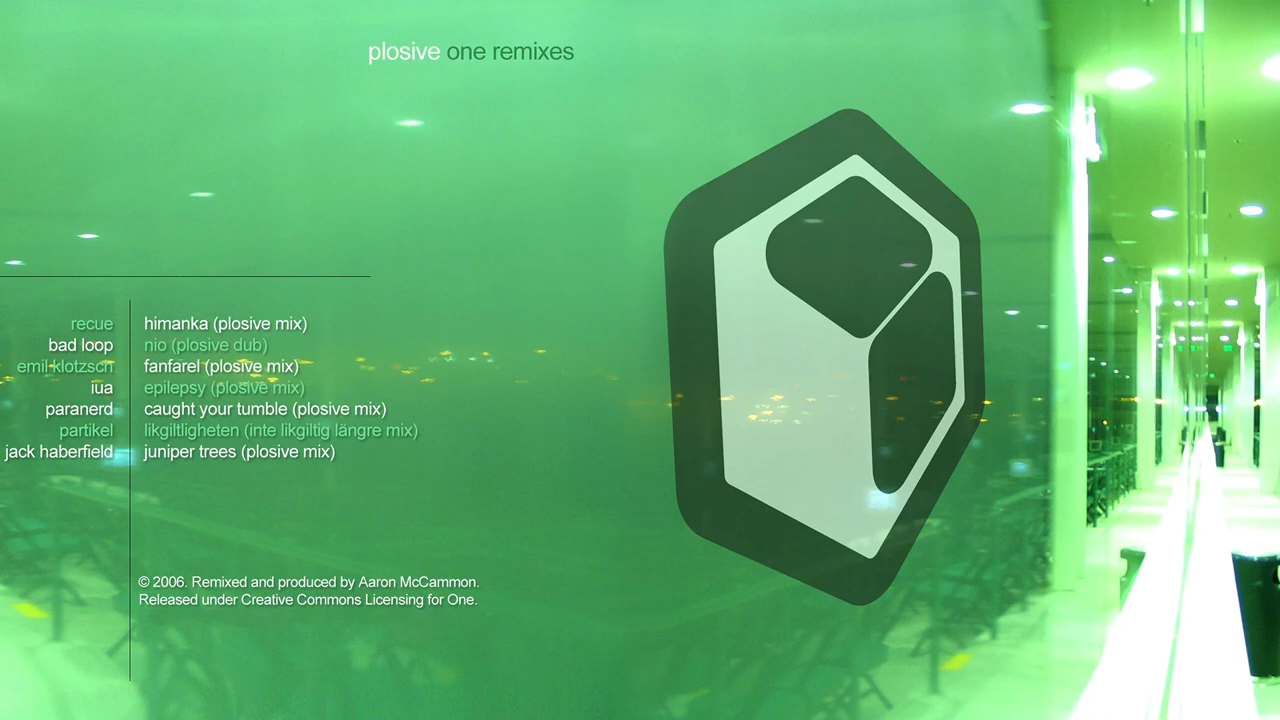 plosive one remixes
recue himanka (plosive mix)
bad loop nio (plosive dub)
emil klotzsch fanfarel (plosive mix)
iua epilepsy (plosive mix)
paranerd caught your tumble (plosive mix)
partikel likgiltligheten (inte likgiltig längre mix)
jack haberfield juniper trees (plosive mix)
© 2006. Remixed and produced by Aaron McCammon.
Released under Creative Commons Licensing for One.